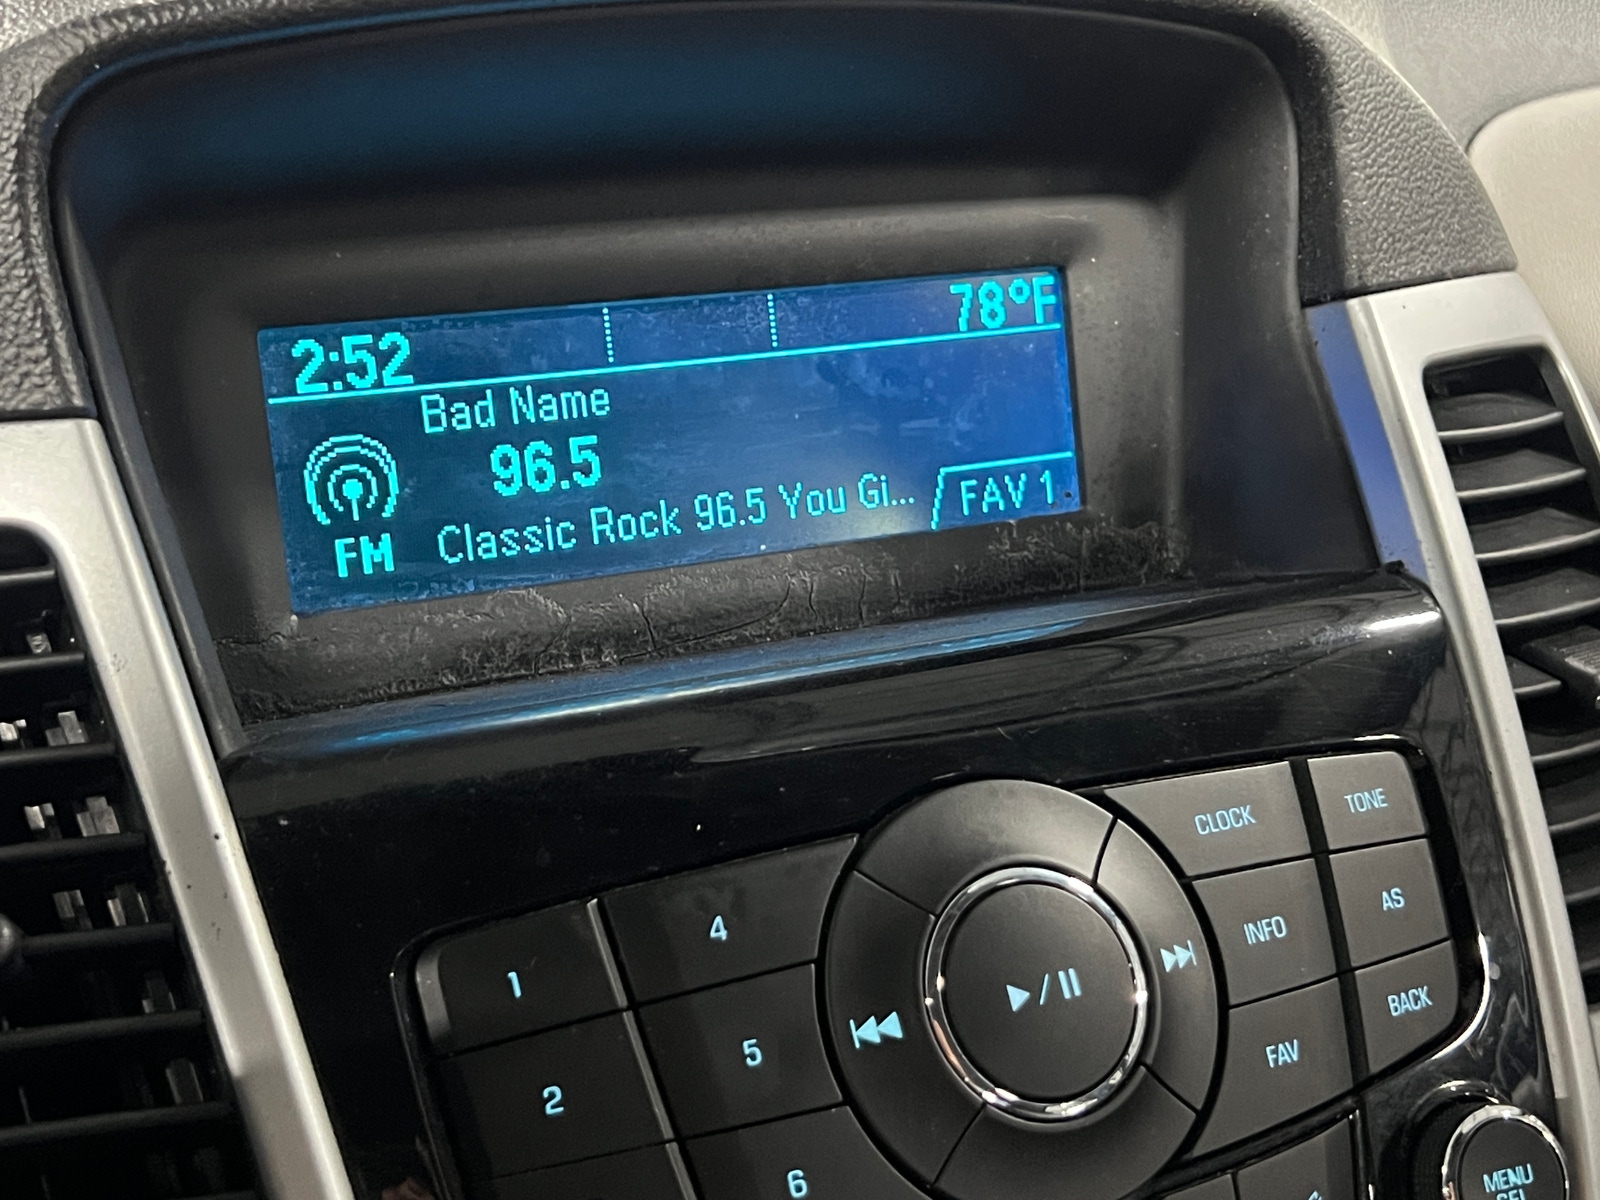 2:52
78°F
Bad Name
96.5
FM
Classic Rock 96.5 You Gi...
FAV 1
CLOCK
TONE
1
4
INFO
AS
2
5
FAV
BACK
6
MENU
SEL